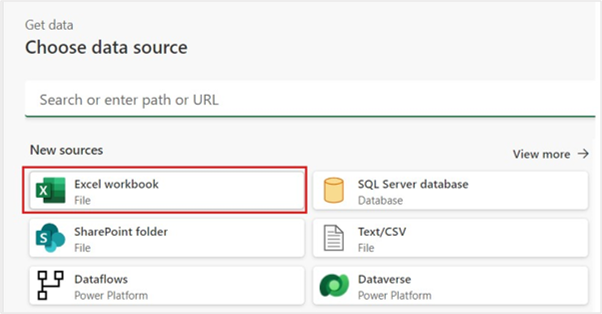 Get data
Choose data source
Search or enter path or URL
New sources
View more
Excel workbook
File
SQL Server database
Database
SharePoint folder
File
Text/CSV
File
Dataflows
Power Platform
Dataverse
Power Platform